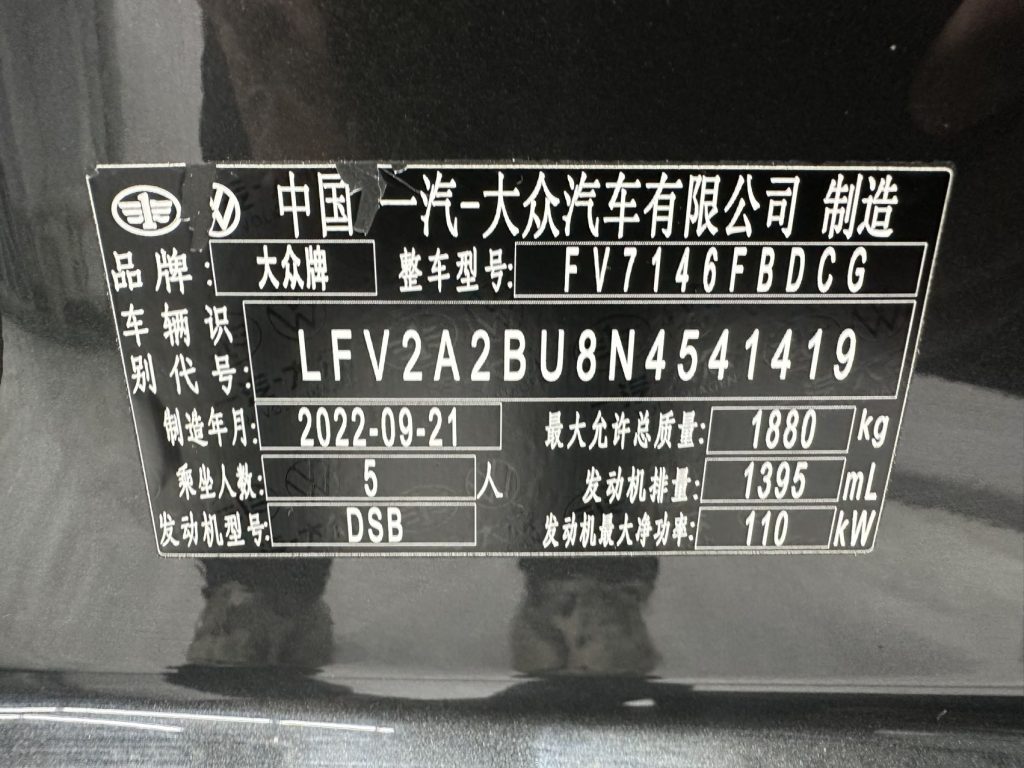 中国 一汽-大众汽车有限公司 制造
品牌: 大众牌 整车型号: FV7146FBDCG
车辆识别代号: LFV2A2BU8N4541419
制造年月: 2022-09-21 最大允许总质量: 1880 kg
乘坐人数: 5 人 发动机排量: 1395 mL
发动机型号: DSB 发动机最大净功率: 110 kW